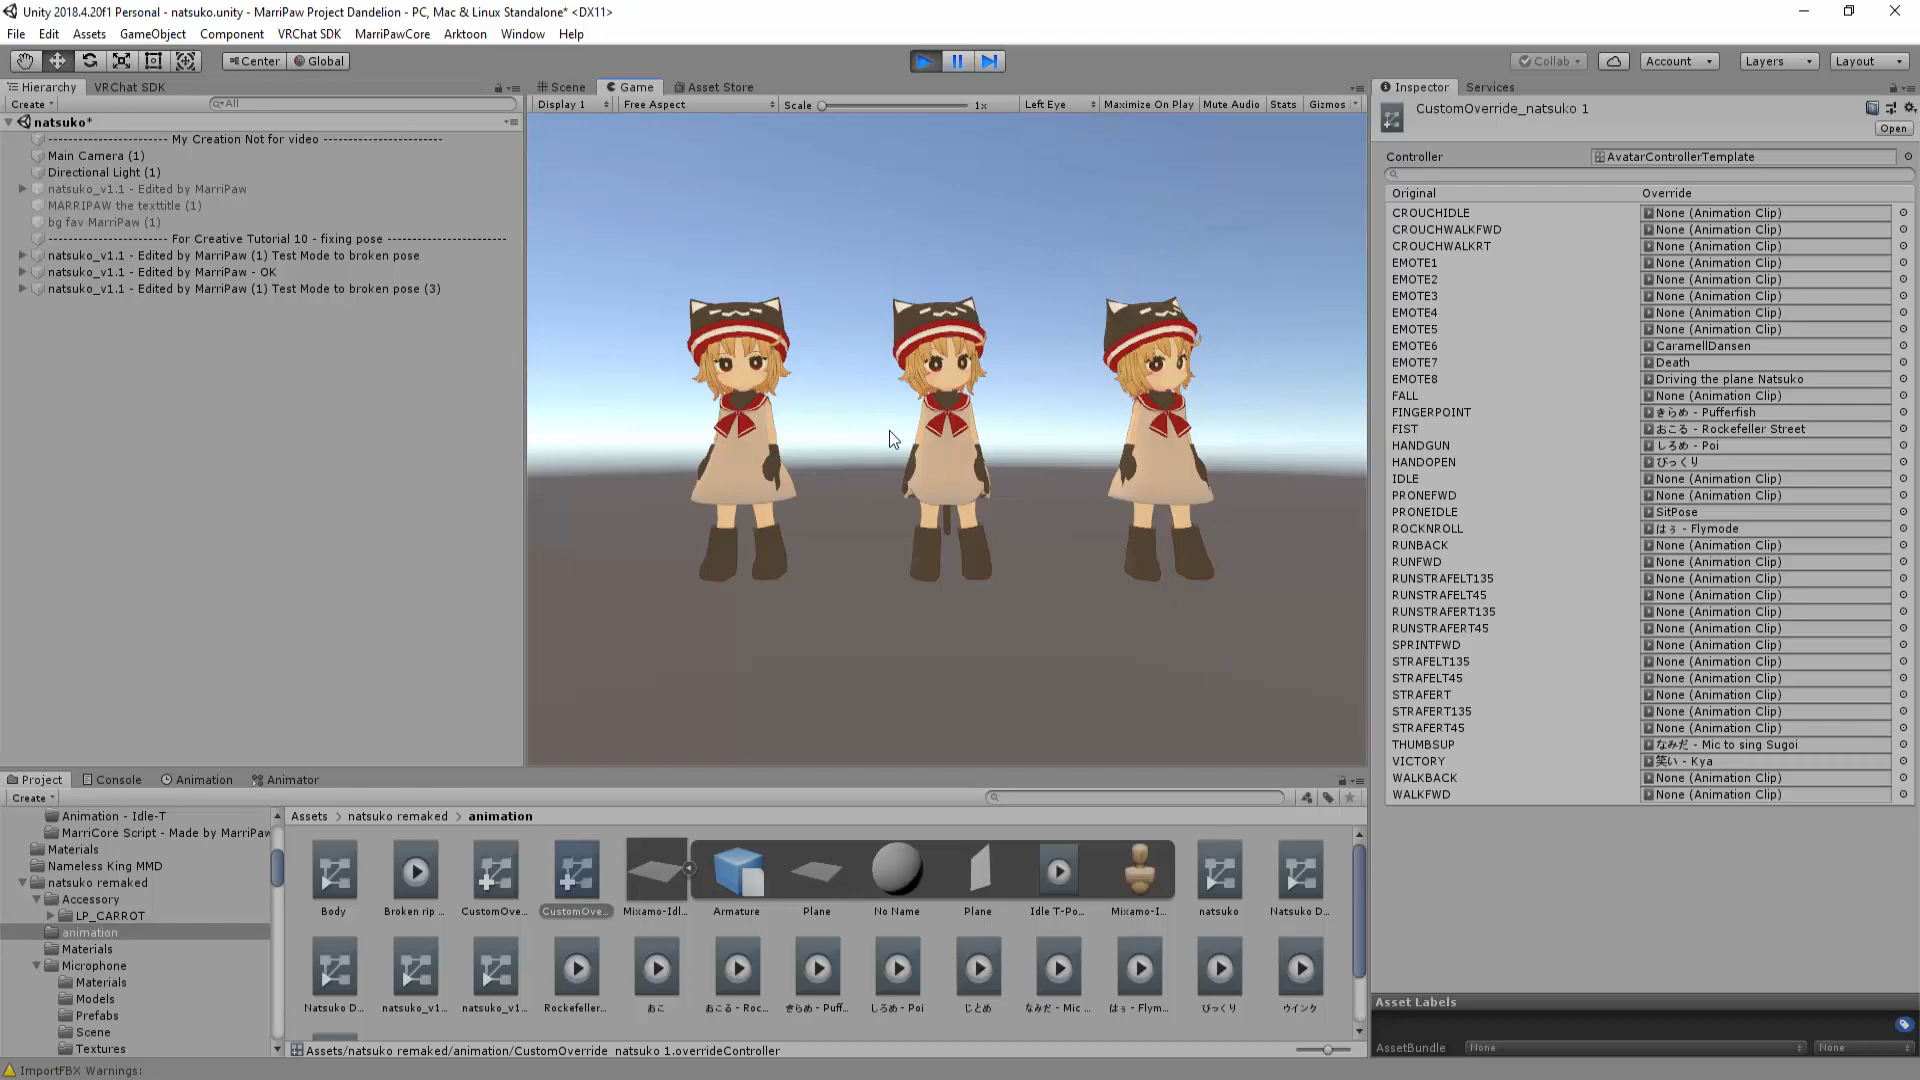 Unity 2018.4.20f1 Personal - natsuko.unity - MarriPaw Project Dandelion - PC, Mac & Linux Standalone* <DX11>
File Edit Assets GameObject Component VRChat SDK MarriPawCore Arktoon Window Help
Center Global
Collab Account Layers Layout
Hierarchy VRChat SDK
Create All
natsuko*
----------------------- My Creation Not for video -----------------------
Main Camera (1)
Directional Light (1)
natsuko_v1.1 - Edited by MarriPaw
MARRIPAW the texttitle (1)
bg fav MarriPaw (1)
----------------------- For Creative Tutorial 10 - fixing pose -----------------------
natsuko_v1.1 - Edited by MarriPaw (1) Test Mode to broken pose
natsuko_v1.1 - Edited by MarriPaw - OK
natsuko_v1.1 - Edited by MarriPaw (1) Test Mode to broken pose (3)
Scene Game Asset Store
Display 1 Free Aspect Scale 1x Left Eye Maximize On Play Mute Audio Stats Gizmos
Inspector Services
CustomOverride_natsuko 1
Open
Controller AvatarControllerTemplate
Original Override
CROUCHIDLE None (Animation Clip)
CROUCHWALKFWD None (Animation Clip)
CROUCHWALKRT None (Animation Clip)
EMOTE1 None (Animation Clip)
EMOTE2 None (Animation Clip)
EMOTE3 None (Animation Clip)
EMOTE4 None (Animation Clip)
EMOTE5 None (Animation Clip)
EMOTE6 CaramellDansen
EMOTE7 Death
EMOTE8 Driving the plane Natsuko
FALL None (Animation Clip)
FINGERPOINT きらめ - Pufferfish
FIST おこる - Rockefeller Street
HANDGUN しろめ - Poi
HANDOPEN びっくり
IDLE None (Animation Clip)
PRONEFWD None (Animation Clip)
PRONEIDLE SitPose
ROCKNROLL はぅ - Flymode
RUNBACK None (Animation Clip)
RUNFWD None (Animation Clip)
RUNSTRAFELT135 None (Animation Clip)
RUNSTRAFELT45 None (Animation Clip)
RUNSTRAFERT135 None (Animation Clip)
RUNSTRAFERT45 None (Animation Clip)
SPRINTFWD None (Animation Clip)
STRAFELT135 None (Animation Clip)
STRAFELT45 None (Animation Clip)
STRAFERT None (Animation Clip)
STRAFERT135 None (Animation Clip)
STRAFERT45 None (Animation Clip)
THUMBSUP なみだ - Mic to sing Sugoi
VICTORY 笑い - Kya
WALKBACK None (Animation Clip)
WALKFWD None (Animation Clip)
Asset Labels
AssetBundle None None
Project Console Animation Animator
Create
Animation - Idle-T
MarriCore Script - Made by MarriPaw
Materials
Nameless King MMD
natsuko remaked
Accessory
LP_CARROT
animation
Materials
Microphone
Materials
Models
Prefabs
Scene
Textures
Assets > natsuko remaked > animation
Body Broken rip ... CustomOve... CustomOve... Mixamo-Idl... Armature Plane No Name Plane Idle T-Po... Mixamo-I... natsuko Natsuko D...
Natsuko D... natsuko_v1... natsuko_v1... Rockefeller... おこ おこる - Roc... きらめ - Puff... しろめ - Poi じとめ なみだ - Mic ... はぅ - Flym... びっくり ウインク
Assets/natsuko remaked/animation/CustomOverride_natsuko 1.overrideController
ImportFBX Warnings: